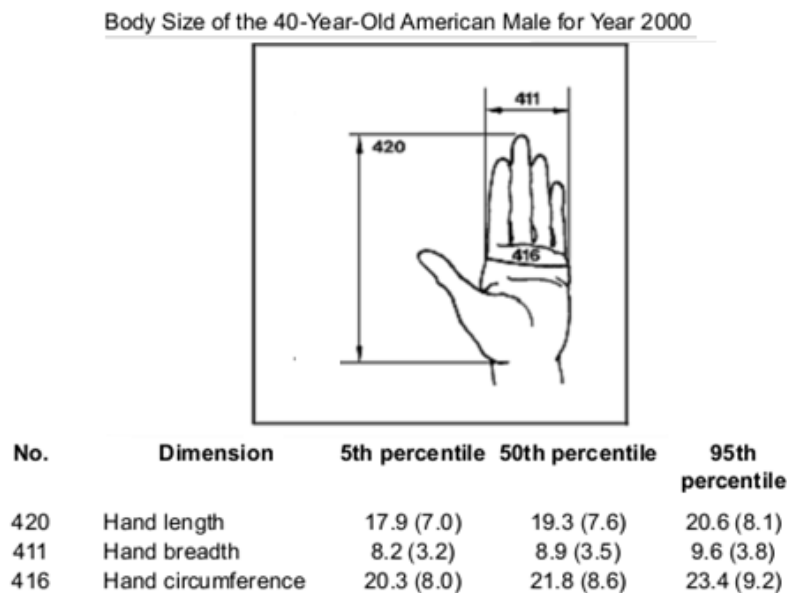 Body Size of the 40-Year-Old American Male for Year 2000
411
420
416
No. Dimension 5th percentile 50th percentile 95th
percentile
420 Hand length 17.9 (7.0) 19.3 (7.6) 20.6 (8.1)
411 Hand breadth 8.2 (3.2) 8.9 (3.5) 9.6 (3.8)
416 Hand circumference 20.3 (8.0) 21.8 (8.6) 23.4 (9.2)